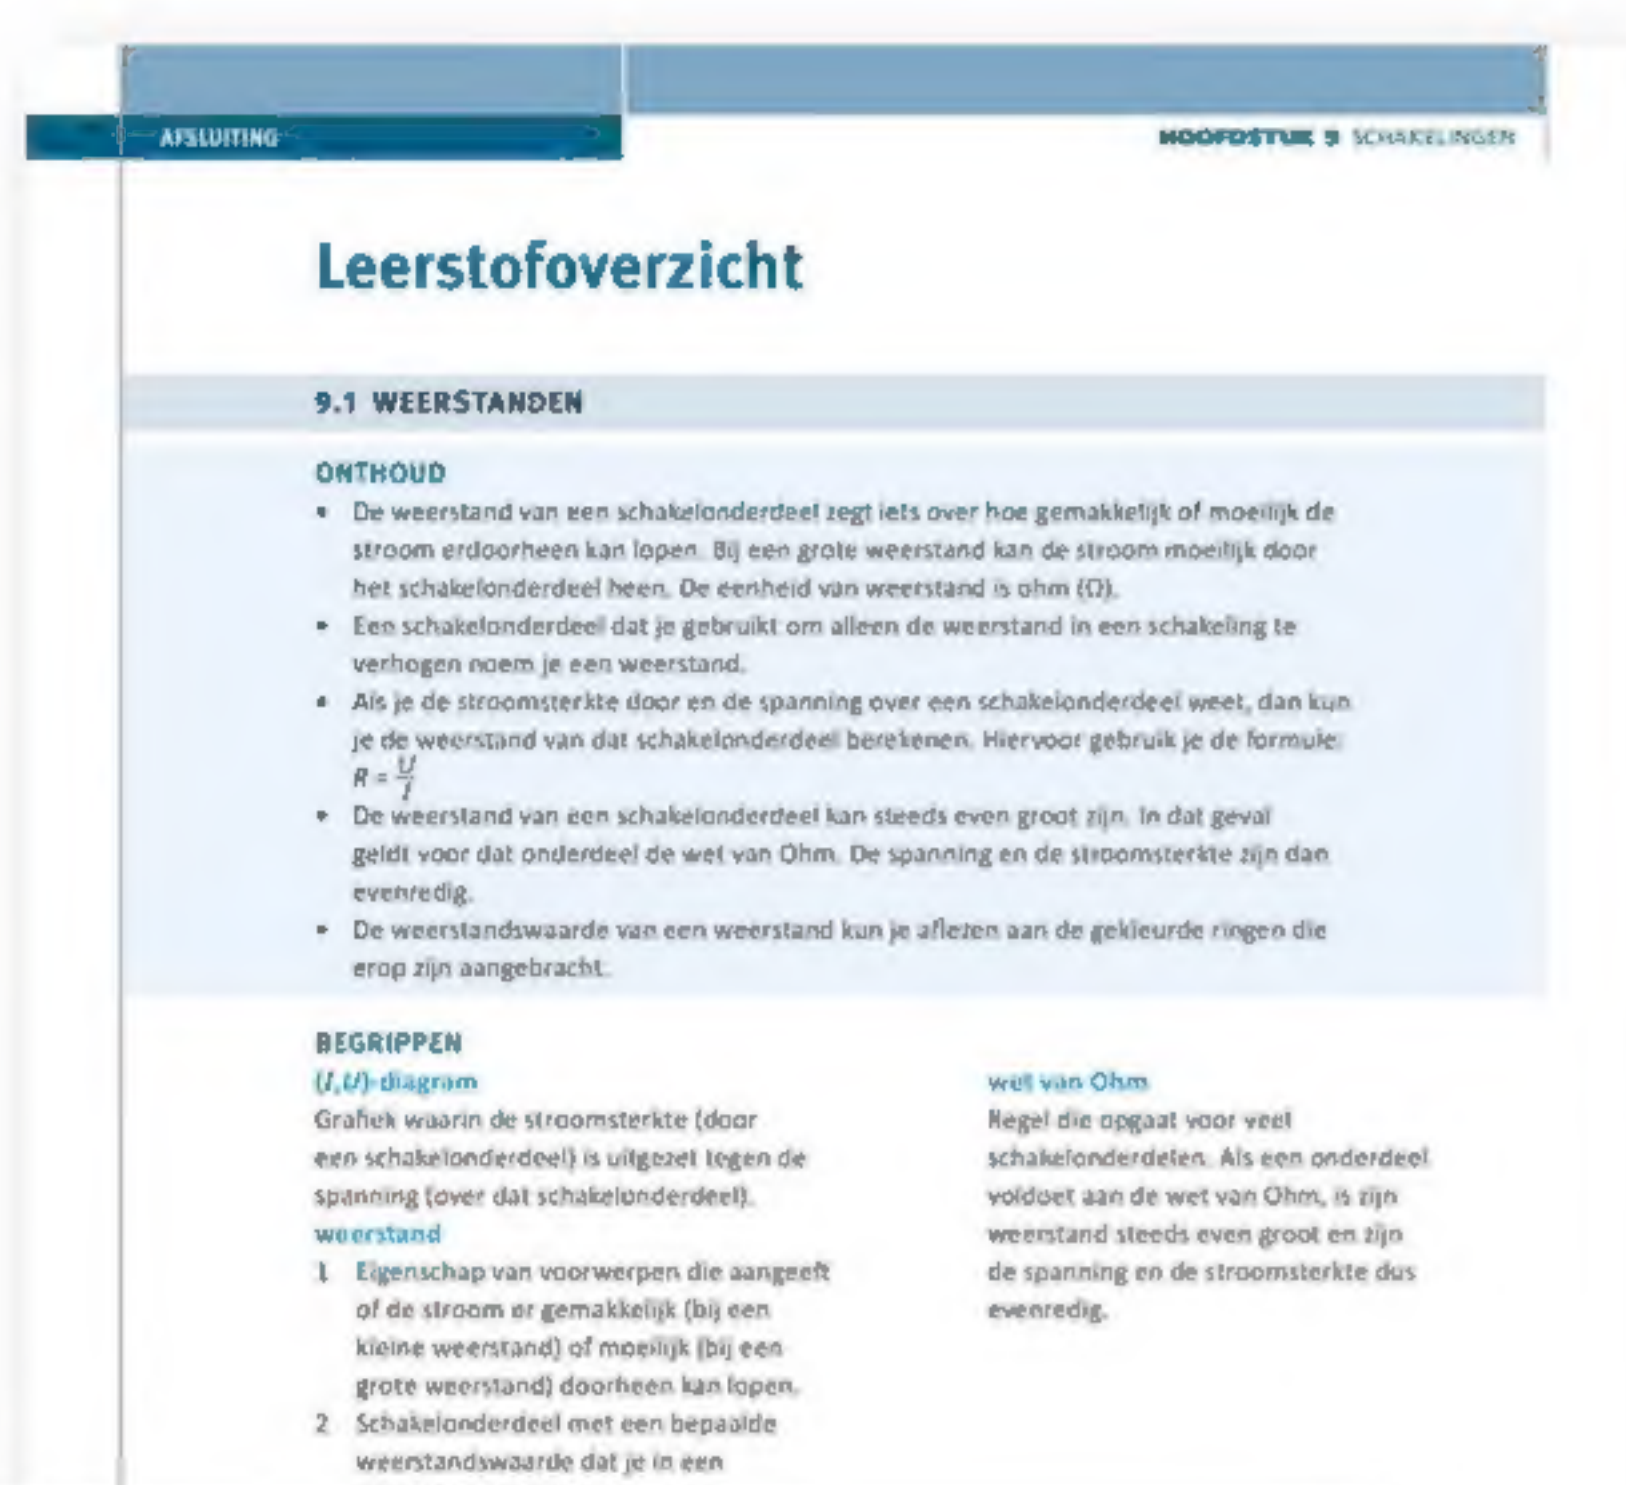 AFSLUITING
HOOFDSTUK 9 SCHAKELINGEN
Leerstofoverzicht
9.1 WEERSTANDEN
ONTHOUD
• De weerstand van een schakelonderdeel zegt iets over hoe gemakkelijk of moeilijk de
stroom erdoorheen kan lopen. Bij een grote weerstand kan de stroom moeilijk door
het schakelonderdeel heen. De eenheid van weerstand is ohm (Ω).
• Een schakelonderdeel dat je gebruikt om alleen de weerstand in een schakeling te
verhogen noem je een weerstand.
• Als je de stroomsterkte door en de spanning over een schakelonderdeel weet, dan kun
je de weerstand van dat schakelonderdeel berekenen. Hiervoor gebruik je de formule:
R = U/I
• De weerstand van een schakelonderdeel kan steeds even groot zijn. In dat geval
geldt voor dat onderdeel de wet van Ohm. De spanning en de stroomsterkte zijn dan
evenredig.
• De weerstandswaarde van een weerstand kun je aflezen aan de gekleurde ringen die
erop zijn aangebracht.
BEGRIPPEN
(I,U)-diagram
Grafiek waarin de stroomsterkte (door
een schakelonderdeel) is uitgezet tegen de
spanning (over dat schakelonderdeel).
weerstand
1 Eigenschap van voorwerpen die aangeeft
of de stroom er gemakkelijk (bij een
kleine weerstand) of moeilijk (bij een
grote weerstand) doorheen kan lopen.
2 Schakelonderdeel met een bepaalde
weerstandswaarde dat je in een
wet van Ohm
Regel die opgaat voor veel
schakelonderdelen. Als een onderdeel
voldoet aan de wet van Ohm, is zijn
weerstand steeds even groot en zijn
de spanning en de stroomsterkte dus
evenredig.